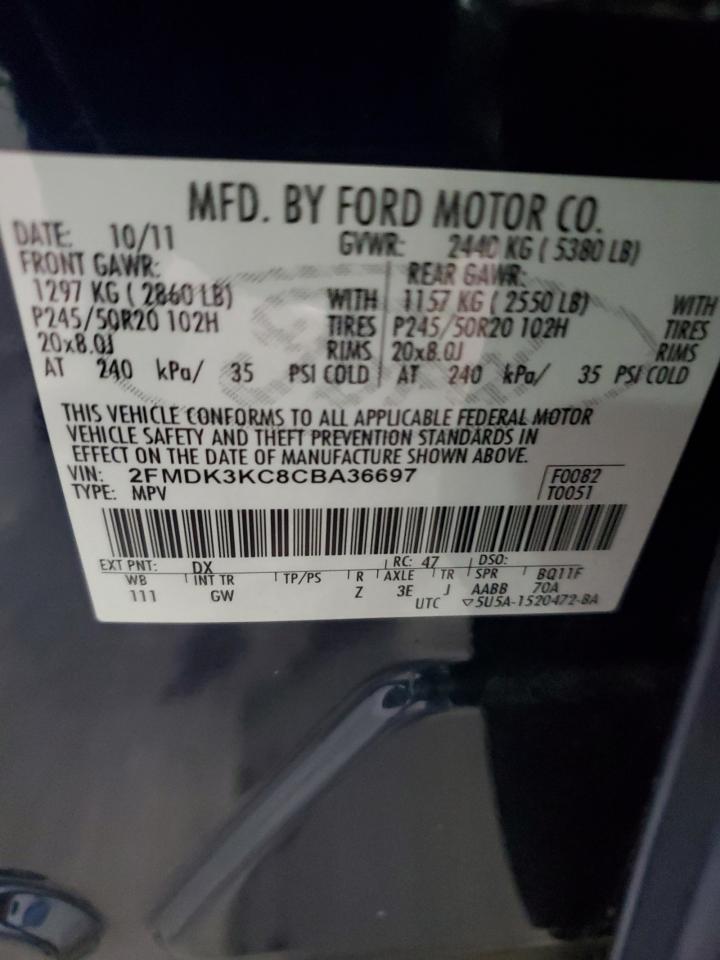 MFD. BY FORD MOTOR CO.
DATE: 10/11 GVWR: 2440 KG ( 5380 LB)
FRONT GAWR: REAR GAWR:
1297 KG ( 2860 LB) WITH 1157 KG ( 2550 LB) WITH
P245/50R20 102H TIRES P245/50R20 102H TIRES
20x8.0J RIMS 20x8.0J RIMS
AT 240 kPa/ 35 PSI COLD AT 240 kPa/ 35 PSI COLD
THIS VEHICLE CONFORMS TO ALL APPLICABLE FEDERAL MOTOR
VEHICLE SAFETY AND THEFT PREVENTION STANDARDS IN
EFFECT ON THE DATE OF MANUFACTURE SHOWN ABOVE.
VIN: 2FMDK3KC8CBA36697 F0082
TYPE: MPV T0051
EXT PNT: DX RC: 47 DSO:
WB INT TR TP/PS R AXLE TR SPR BQ11F
111 GW Z 3E J AABB 70A
UTC ▽5U5A-1520472-BA